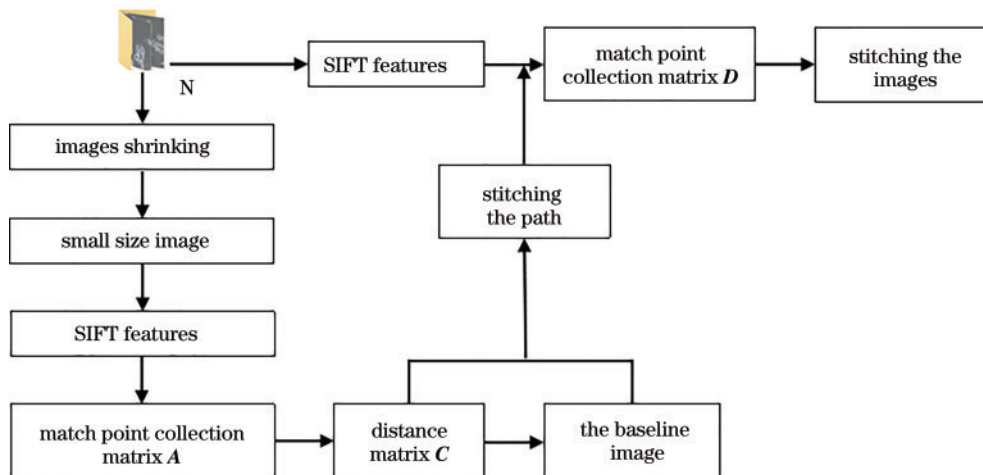 N
SIFT features
match point
collection matrix D
stitching the
images
images shrinking
stitching
the path
small size image
SIFT features
match point collection
matrix A
distance
matrix C
the baseline
image